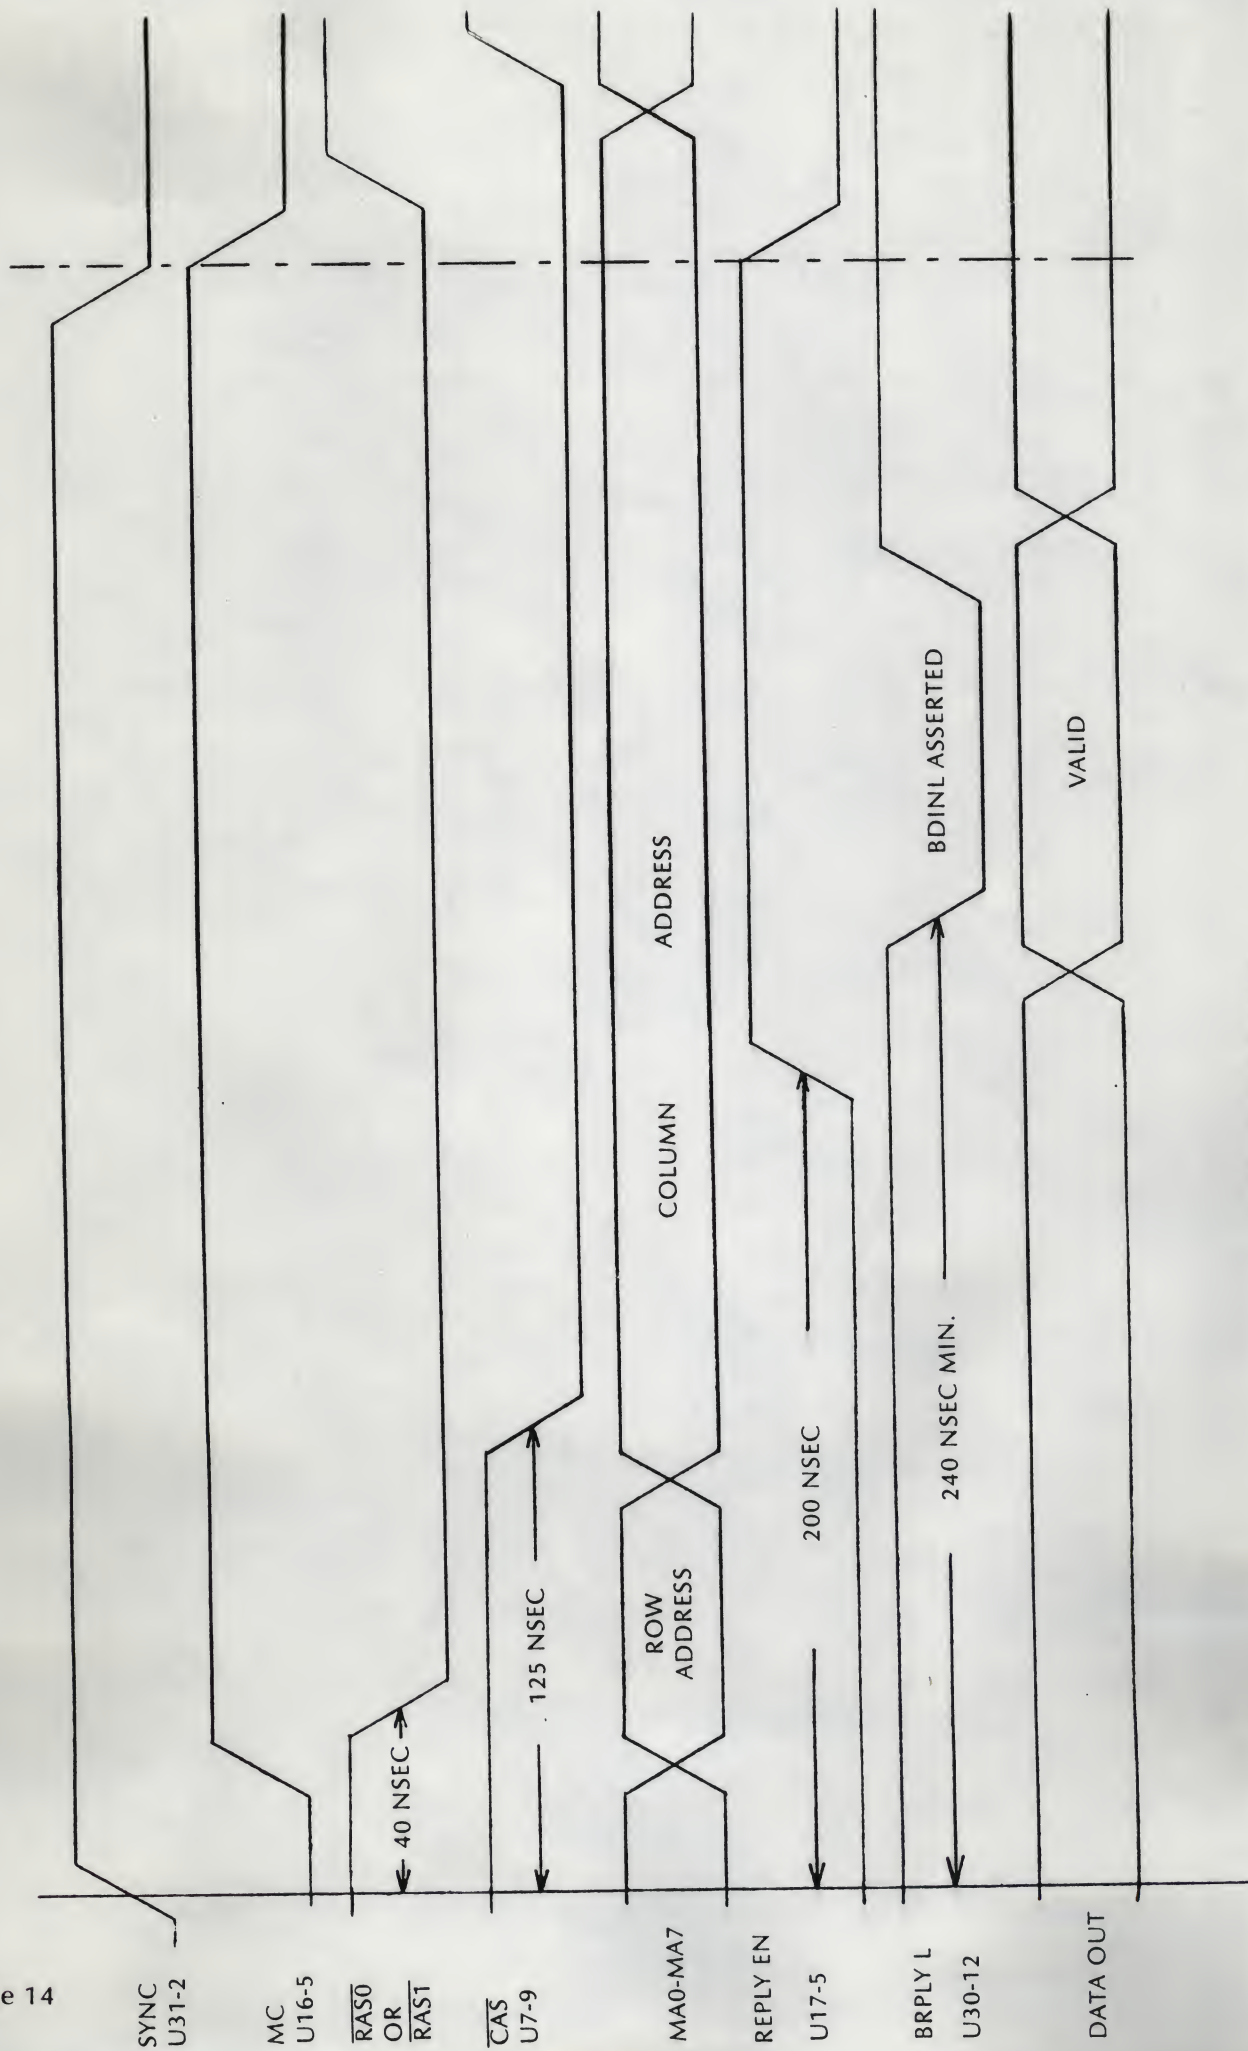 e 14
SYNC
U31-2
MC
U16-5
RAS0
OR
RAS1
40 NSEC
CAS
U7-9
125 NSEC
MA0-MA7
ROW
ADDRESS
COLUMN ADDRESS
REPLY EN
U17-5
200 NSEC
BRPLY L
U30-12
240 NSEC MIN.
BDINL ASSERTED
DATA OUT
VALID